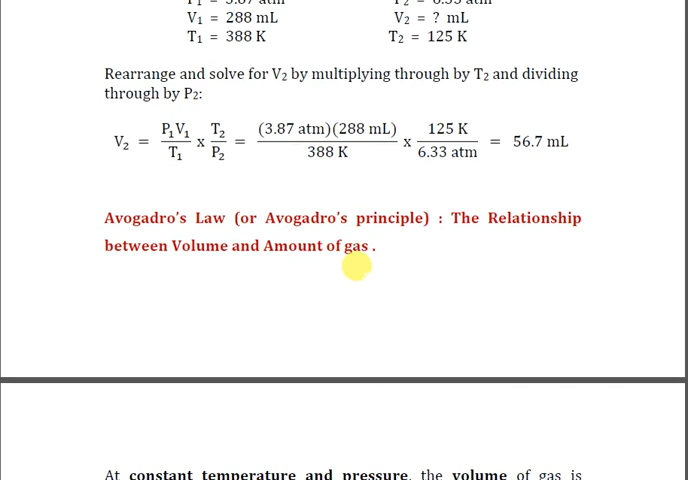 V₁ = 288 mL V₂ = ? mL
T₁ = 388 K T₂ = 125 K
Rearrange and solve for V₂ by multiplying through by T₂ and dividing
through by P₂:
V₂ = P₁V₁/T₁ x T₂/P₂ = (3.87 atm)(288 mL)/388 K x 125 K/6.33 atm = 56.7 mL
Avogadro's Law (or Avogadro's principle) : The Relationship
between Volume and Amount of gas .
At constant temperature and pressure, the volume of gas is